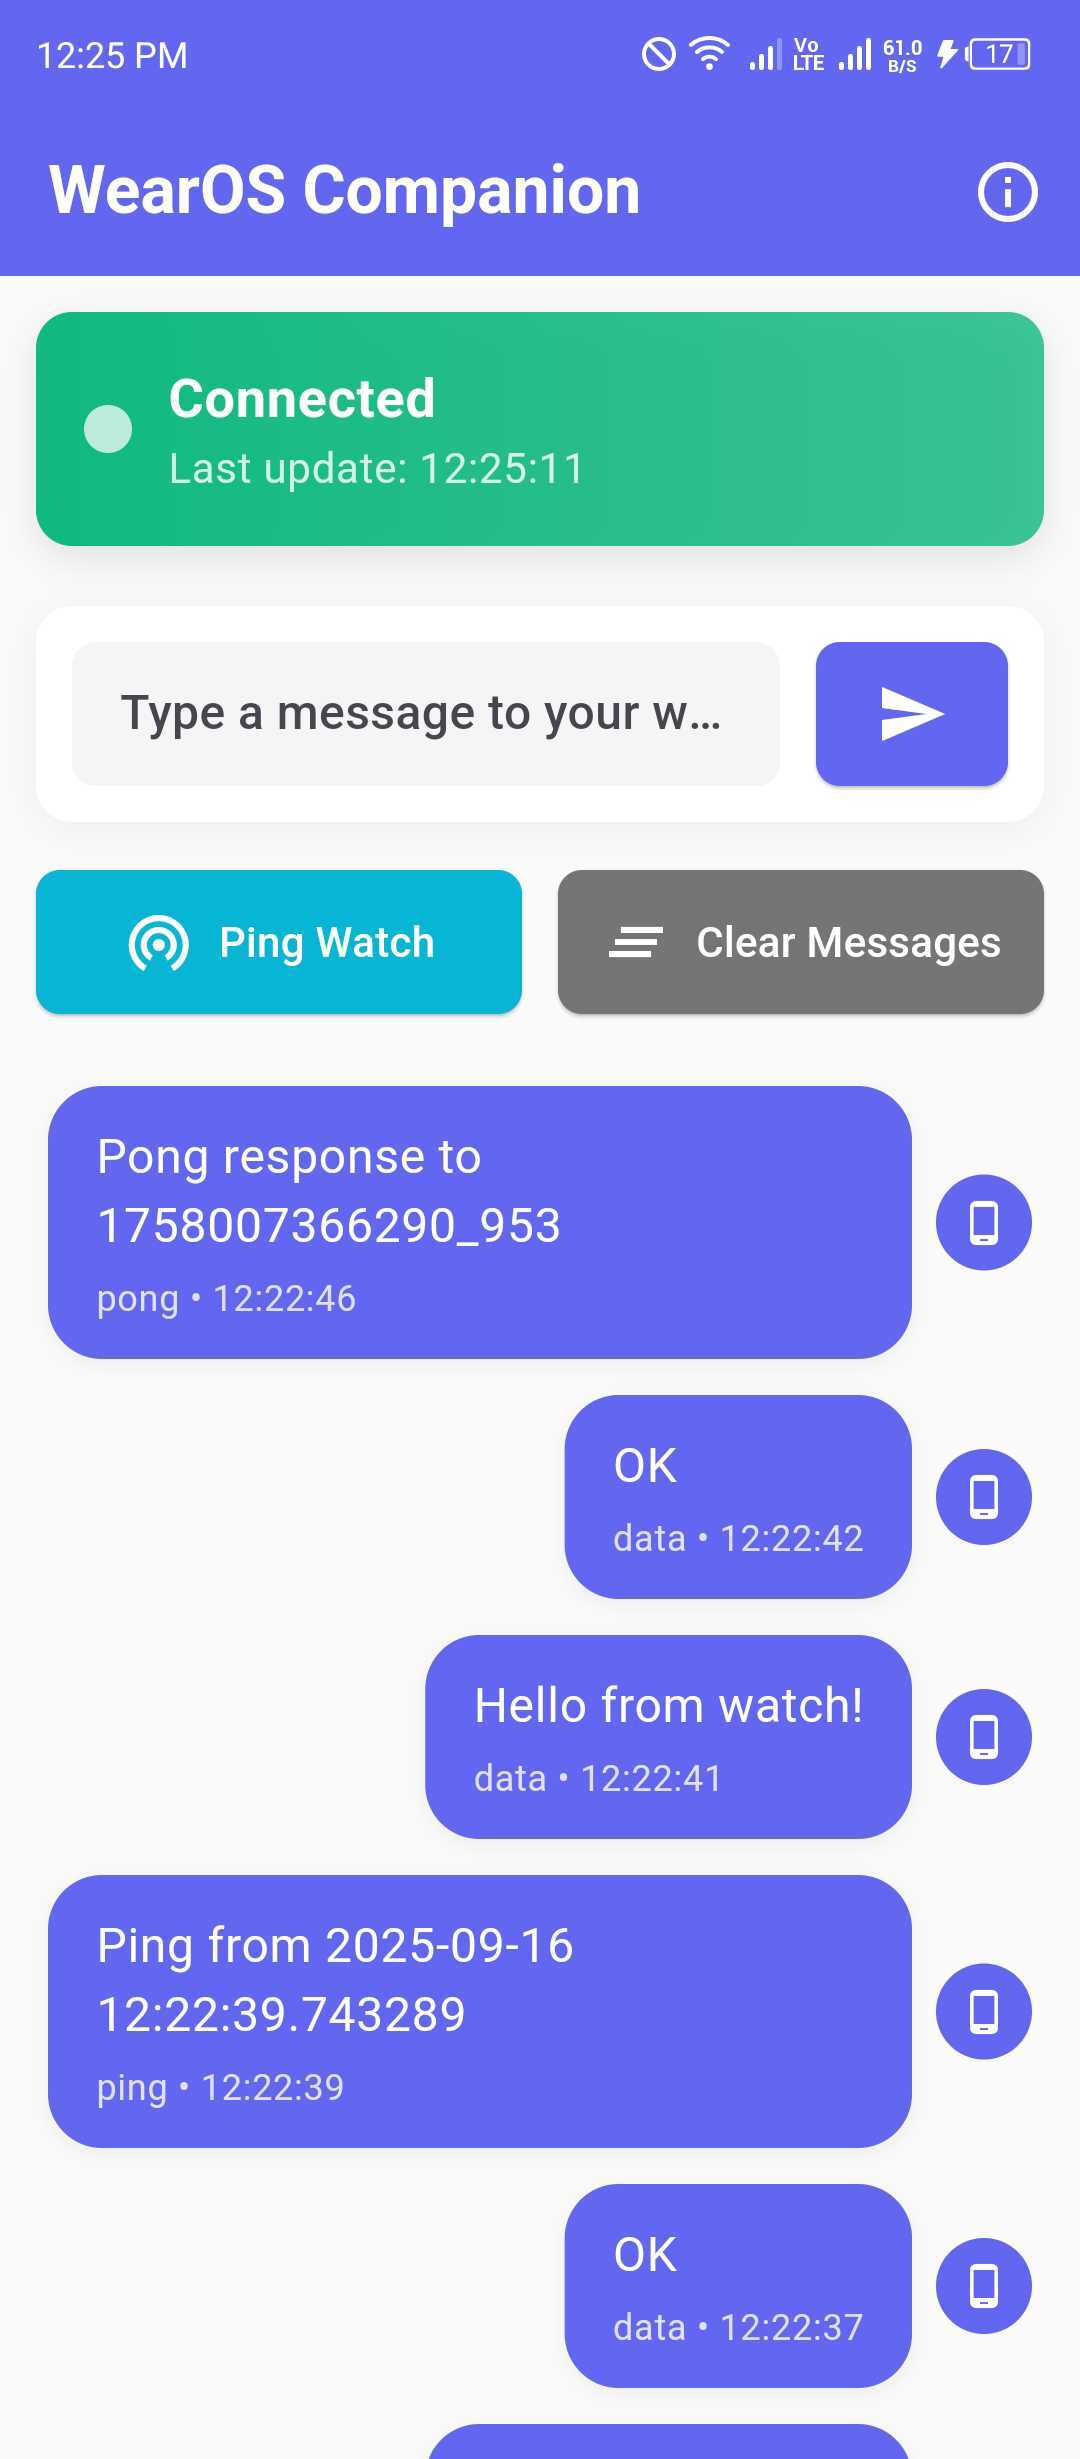 12:25 PM
Vo LTE
61.0 B/S
17
WearOS Companion
Connected
Last update: 12:25:11
Type a message to your w...
Ping Watch
Clear Messages
Pong response to
1758007366290_953
pong • 12:22:46
OK
data • 12:22:42
Hello from watch!
data • 12:22:41
Ping from 2025-09-16
12:22:39.743289
ping • 12:22:39
OK
data • 12:22:37